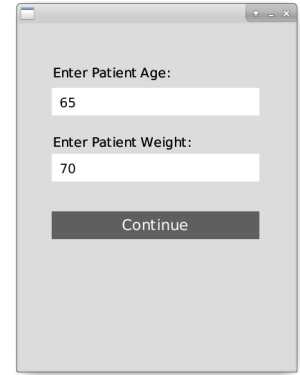 Enter Patient Age:
65
Enter Patient Weight:
70
Continue